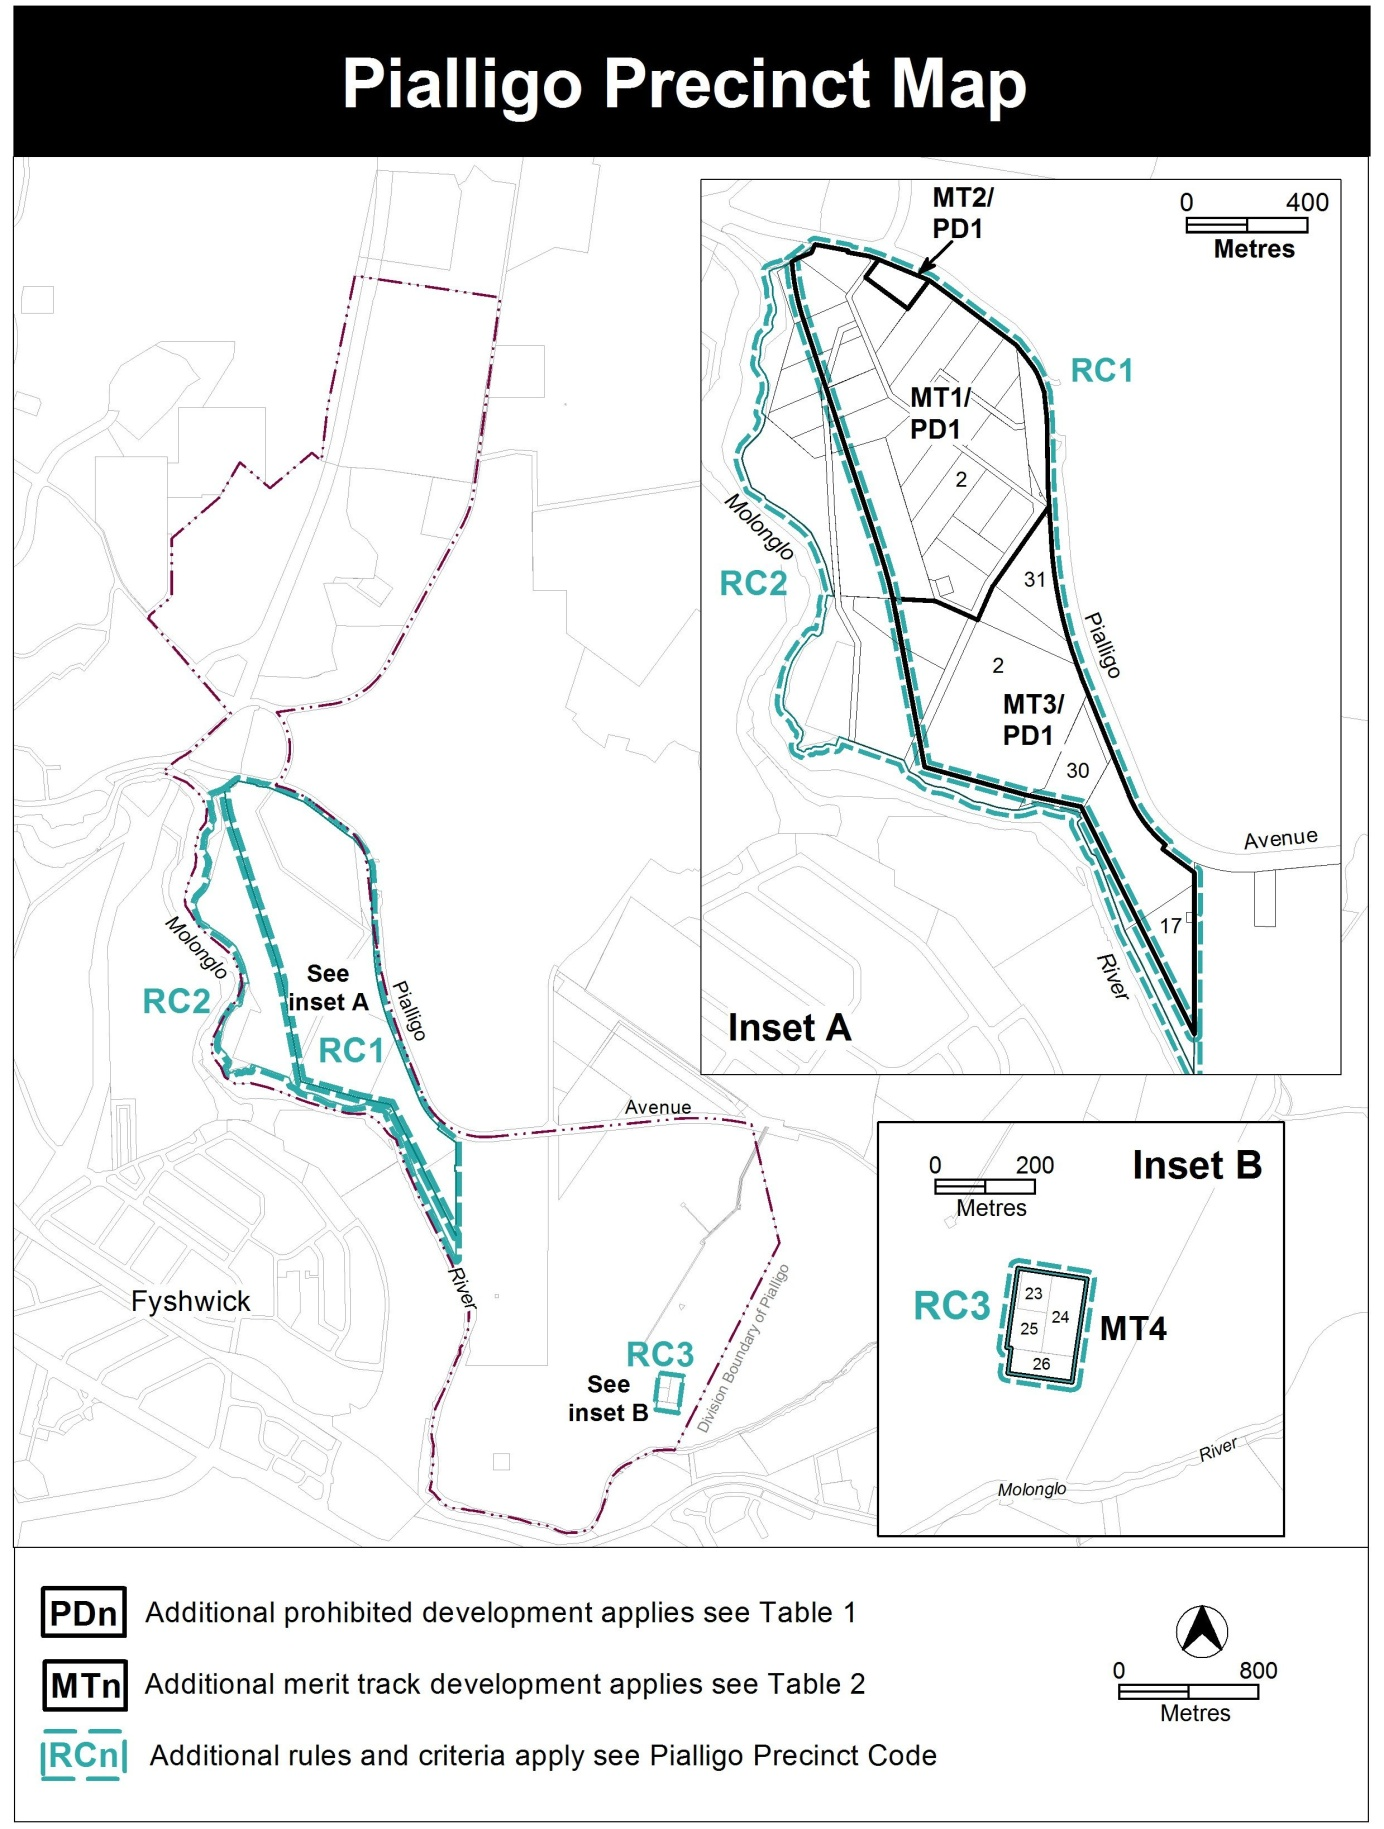 Pialligo Precinct Map
MT2/
PD1
0 400
Metres
RC1
MT1/
PD1
2
Molonglo
RC2
31
Pialligo
2
MT3/
PD1
30
Avenue
17
River
Inset A
Molonglo
RC2
See
inset A
Pialligo
RC1
Avenue
Fyshwick
River
RC3
See
inset B
Division Boundary of Pialligo
0 200
Metres
Inset B
RC3
23
24
25
26
MT4
Molonglo
River
PDn Additional prohibited development applies see Table 1
MTn Additional merit track development applies see Table 2
RCn Additional rules and criteria apply see Pialligo Precinct Code
0 800
Metres